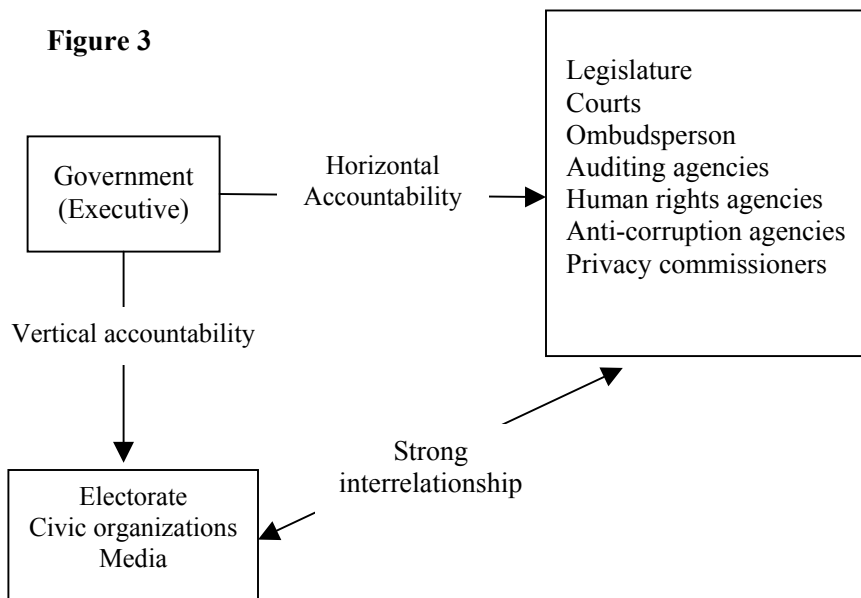 Figure 3
Government
(Executive)
Horizontal
Accountability
Legislature
Courts
Ombudsperson
Auditing agencies
Human rights agencies
Anti-corruption agencies
Privacy commissioners
Vertical accountability
Strong
interrelationship
Electorate
Civic organizations
Media